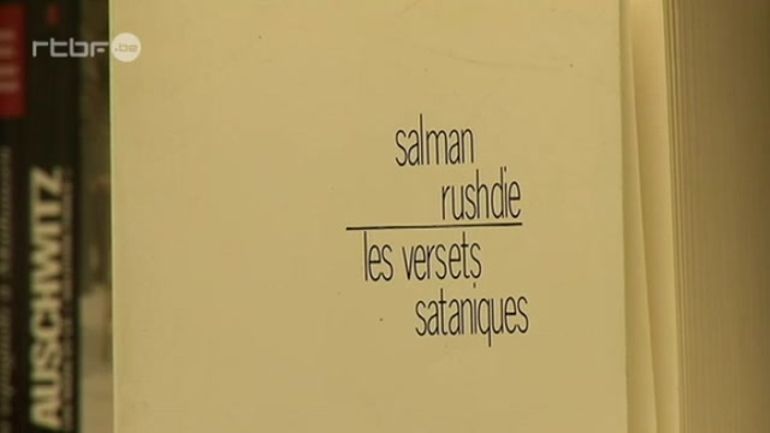 rtbf.be
salman
rushdie
les versets
sataniques
AUSCHWITZ